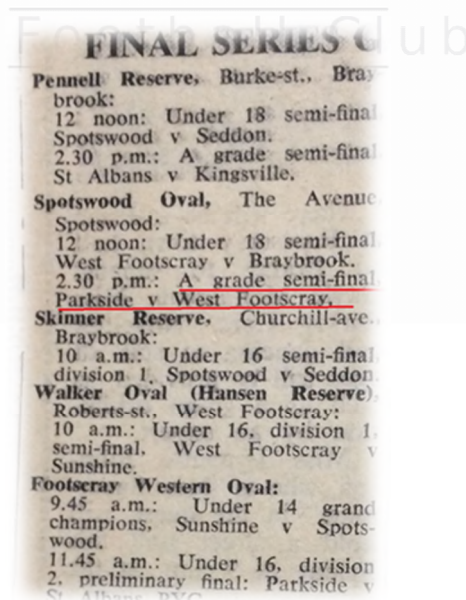 Football Club
FINAL SERIES G
Pennell Reserve, Burke-st., Bray
brook:
12 noon: Under 18 semi-final
Spotswood v Seddon.
2.30 p.m.: A grade semi-final
St Albans v Kingsville.
Spotswood Oval, The Avenue
Spotswood:
12 noon: Under 18 semi-final
West Footscray v Braybrook.
2.30 p.m.: A grade semi-final
Parkside v West Footscray.
Skinner Reserve, Churchill-ave.,
Braybrook:
10 a.m.: Under 16 semi-final
division 1, Spotswood v Seddon
Walker Oval (Hansen Reserve)
Roberts-st., West Footscray:
10 a.m.: Under 16, division 1,
semi-final, West Footscray v
Sunshine.
Footscray Western Oval:
9.45 a.m.: Under 14 grand
champions, Sunshine v Spots-
wood.
11.45 a.m.: Under 16, division
2, preliminary final: Parkside v
St Albans